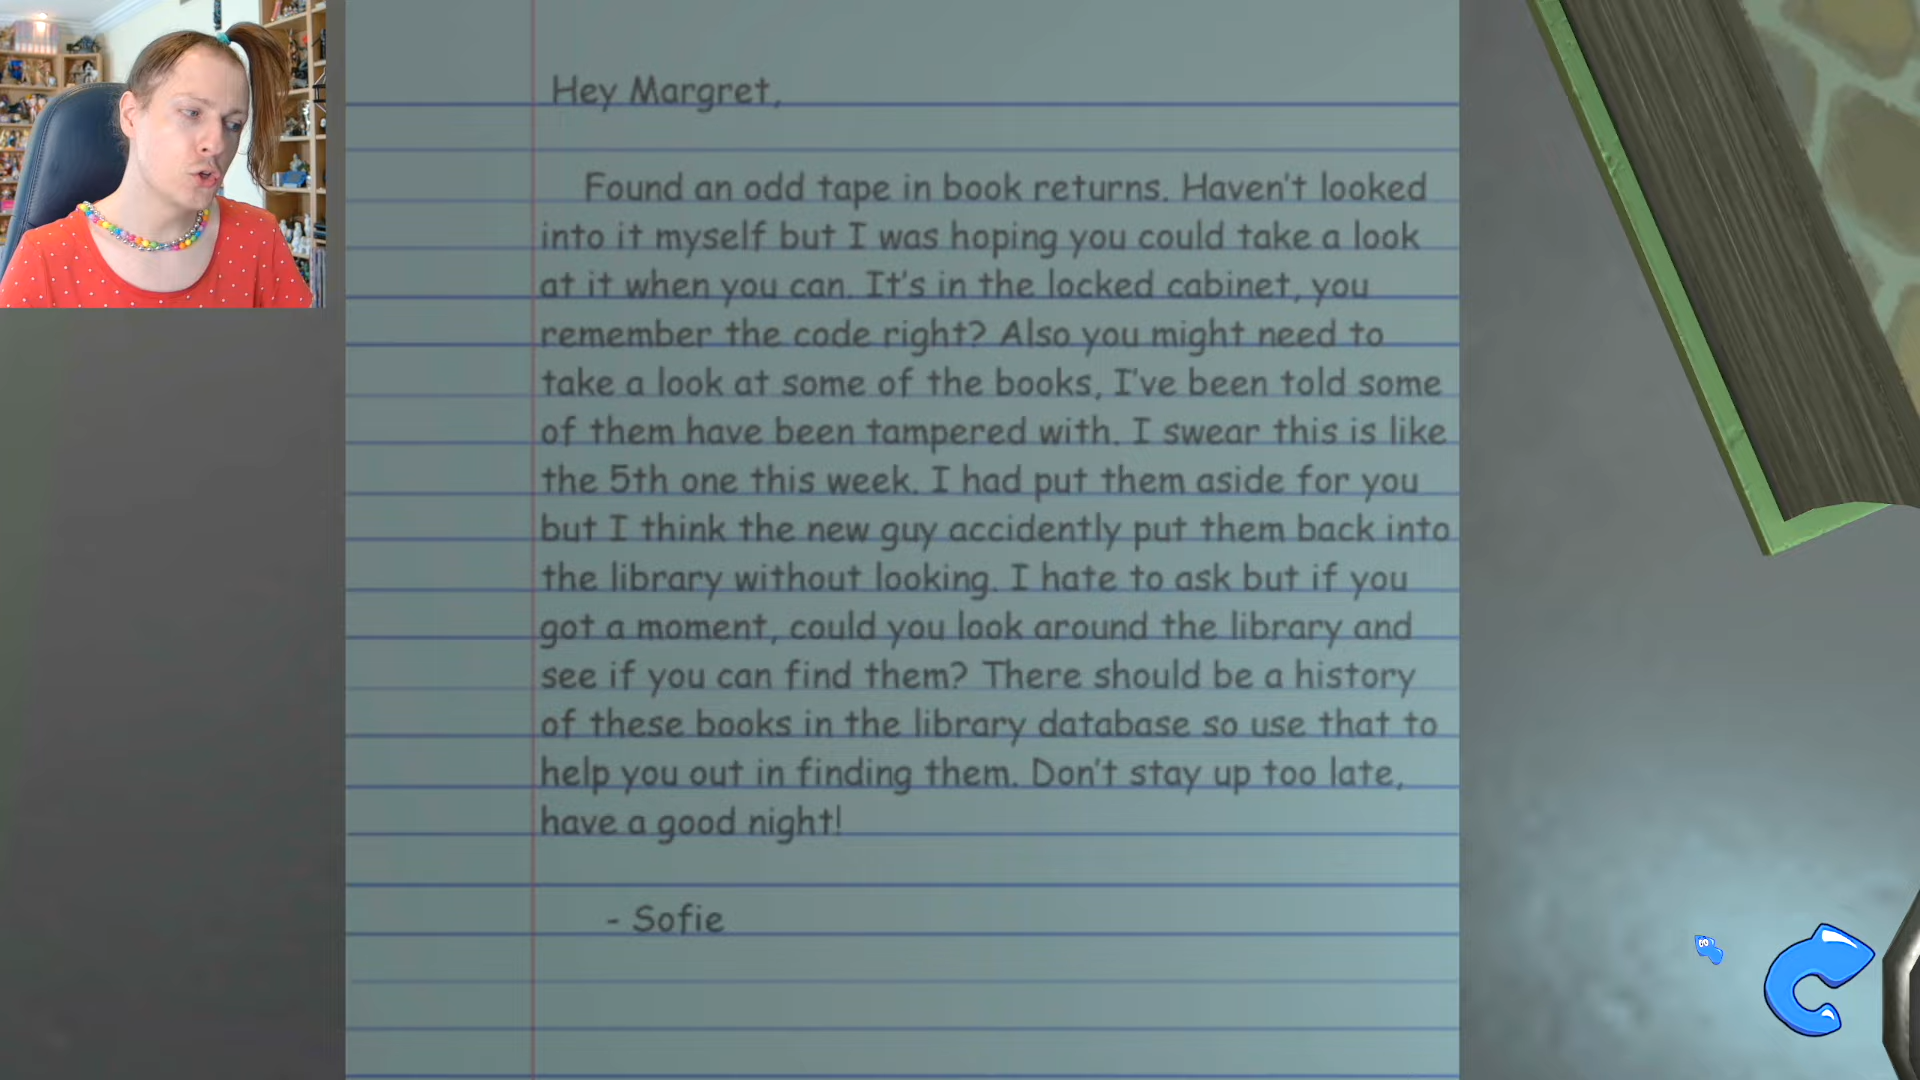 Hey Margret,
Found an odd tape in book returns. Haven't looked
into it myself but I was hoping you could take a look
at it when you can. It's in the locked cabinet, you
remember the code right? Also you might need to
take a look at some of the books, I've been told some
of them have been tampered with. I swear this is like
the 5th one this week. I had put them aside for you
but I think the new guy accidently put them back into
the library without looking. I hate to ask but if you
got a moment, could you look around the library and
see if you can find them? There should be a history
of these books in the library database so use that to
help you out in finding them. Don't stay up too late,
have a good night!
- Sofie